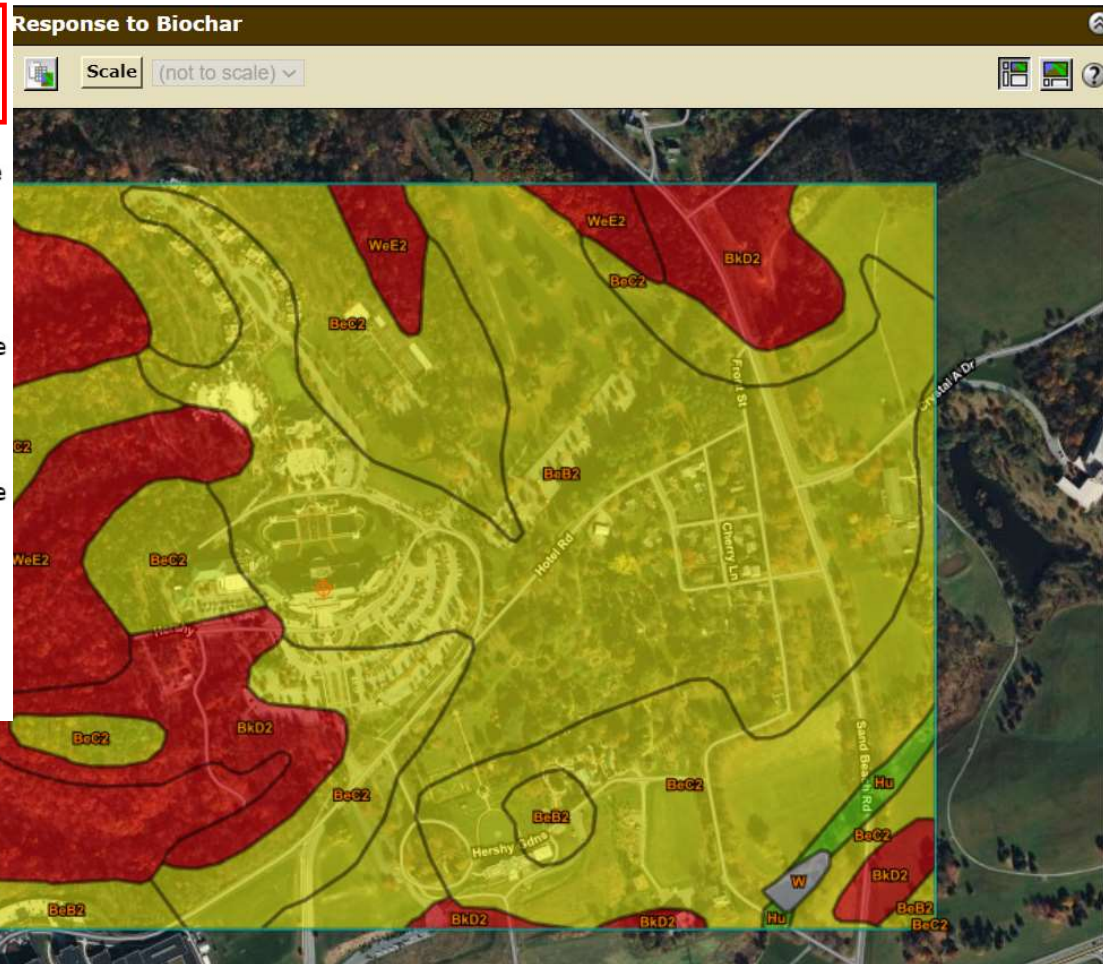 Response to Biochar
Scale (not to scale)
WeE2
WeE2
BkD2
BeC2
BeC2
Front St
Crystal A Dr
C2
BeB2
Hotel Rd
Cherry Ln
WeE2
BeC2
BkD2
BeC2
Sand Beach Rd
BeC2
BeC2
Hu
BeB2
Hershy Gdns
BeC2
W
BkD2
BeB2
BkD2
BkD2
Hu
BeB2
BeC2